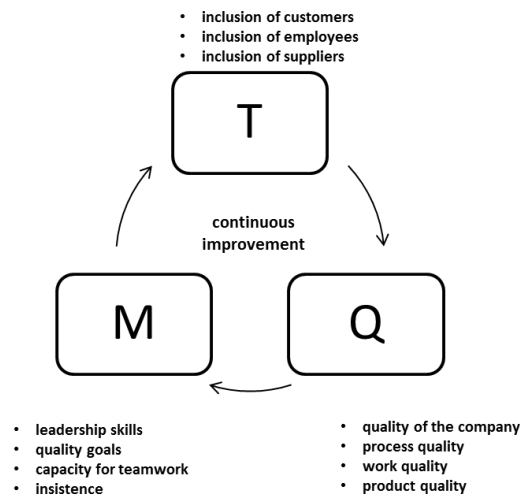 • inclusion of customers
• inclusion of employees
• inclusion of suppliers
T
continuous
improvement
M
Q
• leadership skills
• quality goals
• capacity for teamwork
• insistence
• quality of the company
• process quality
• work quality
• product quality